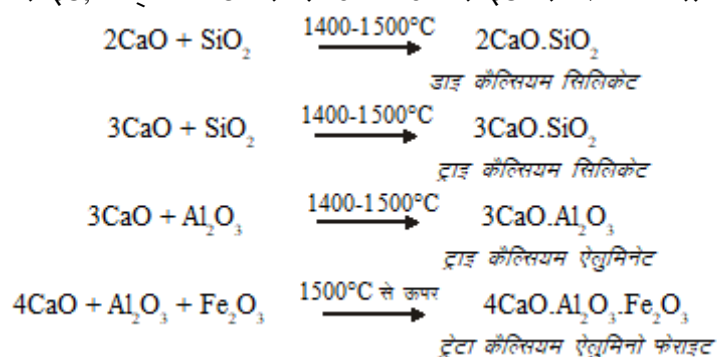 2CaO + SiO₂ 1400-1500°C 2CaO.SiO₂
डाइ कैल्सियम सिलिकेट
3CaO + SiO₂ 1400-1500°C 3CaO.SiO₂
ट्राइ कैल्सियम सिलिकेट
3CaO + Al₂O₃ 1400-1500°C 3CaO.Al₂O₃
ट्राइ कैल्सियम ऐलुमिनेट
4CaO + Al₂O₃ + Fe₂O₃ 1500°C से ऊपर 4CaO.Al₂O₃.Fe₂O₃
ट्रेटा कैल्सियम ऐलुमिनो फेराइट